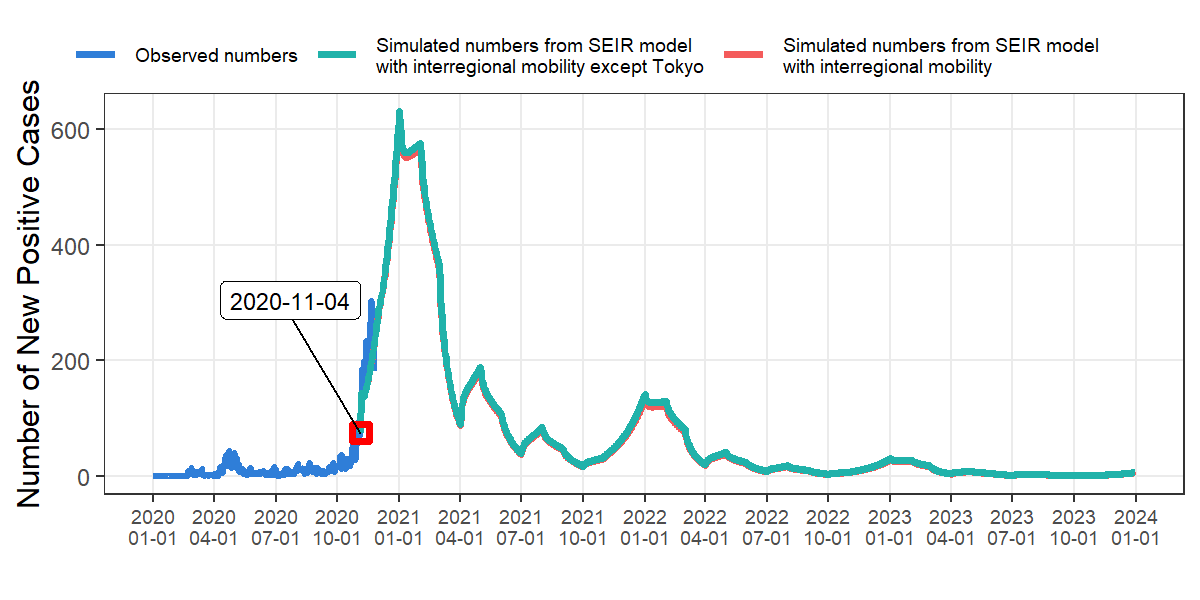 Observed numbers
Simulated numbers from SEIR model
with interregional mobility except Tokyo
Simulated numbers from SEIR model
with interregional mobility
Number of New Positive Cases
600
400
200
0
2020-11-04
2020 2020 2020 2020 2021 2021 2021 2021 2022 2022 2022 2022 2023 2023 2023 2023 2024
01-01 04-01 07-01 10-01 01-01 04-01 07-01 10-01 01-01 04-01 07-01 10-01 01-01 04-01 07-01 10-01 01-01